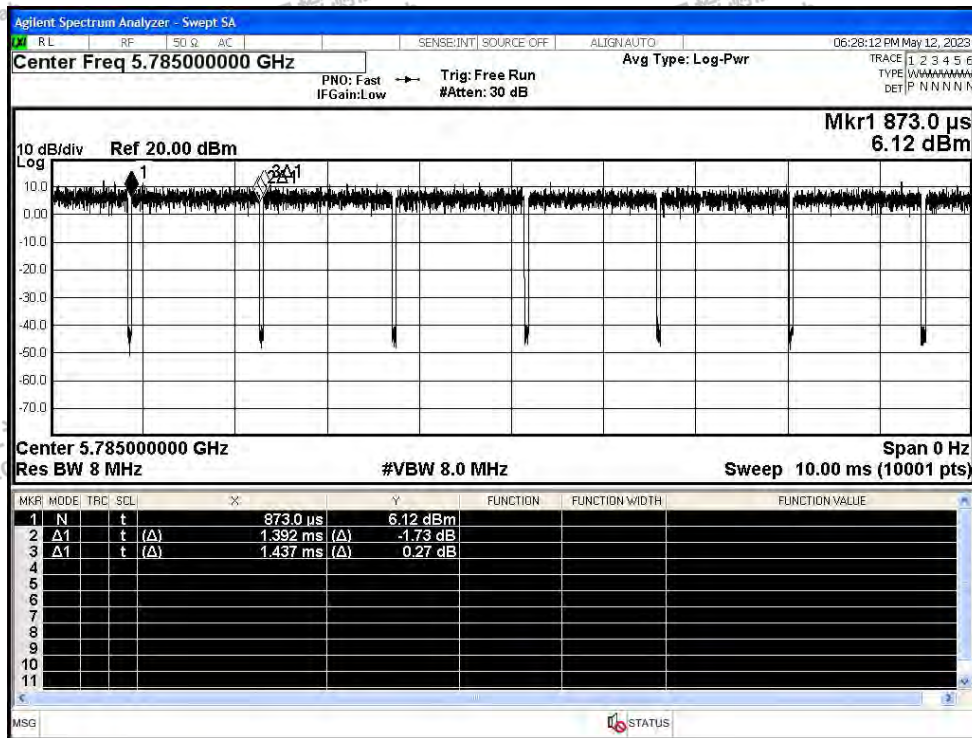 Agilent Spectrum Analyzer - Swept SA
LXI RL RF 50 Ω AC SENSE:INT SOURCE OFF ALIGN AUTO 06:28:12 PM May 12, 2023
Center Freq 5.785000000 GHz
PNO: Fast
IFGain:Low
Trig: Free Run
#Atten: 30 dB
Avg Type: Log-Pwr
TRACE 1 2 3 4 5 6
TYPE WWWWWW
DET P N N N N N
Mkr1 873.0 µs
6.12 dBm
10 dB/div Ref 20.00 dBm
Log
1 2Δ1 3Δ1
10.0
0.00
-10.0
-20.0
-30.0
-40.0
-50.0
-60.0
-70.0
Center 5.785000000 GHz Span 0 Hz
Res BW 8 MHz #VBW 8.0 MHz Sweep 10.00 ms (10001 pts)
MKR MODE TRC SCL X Y FUNCTION FUNCTION WIDTH FUNCTION VALUE
1 N t 873.0 µs 6.12 dBm
2 Δ1 t (Δ) 1.392 ms (Δ) -1.73 dB
3 Δ1 t (Δ) 1.437 ms (Δ) 0.27 dB
4
5
6
7
8
9
10
11
MSG STATUS